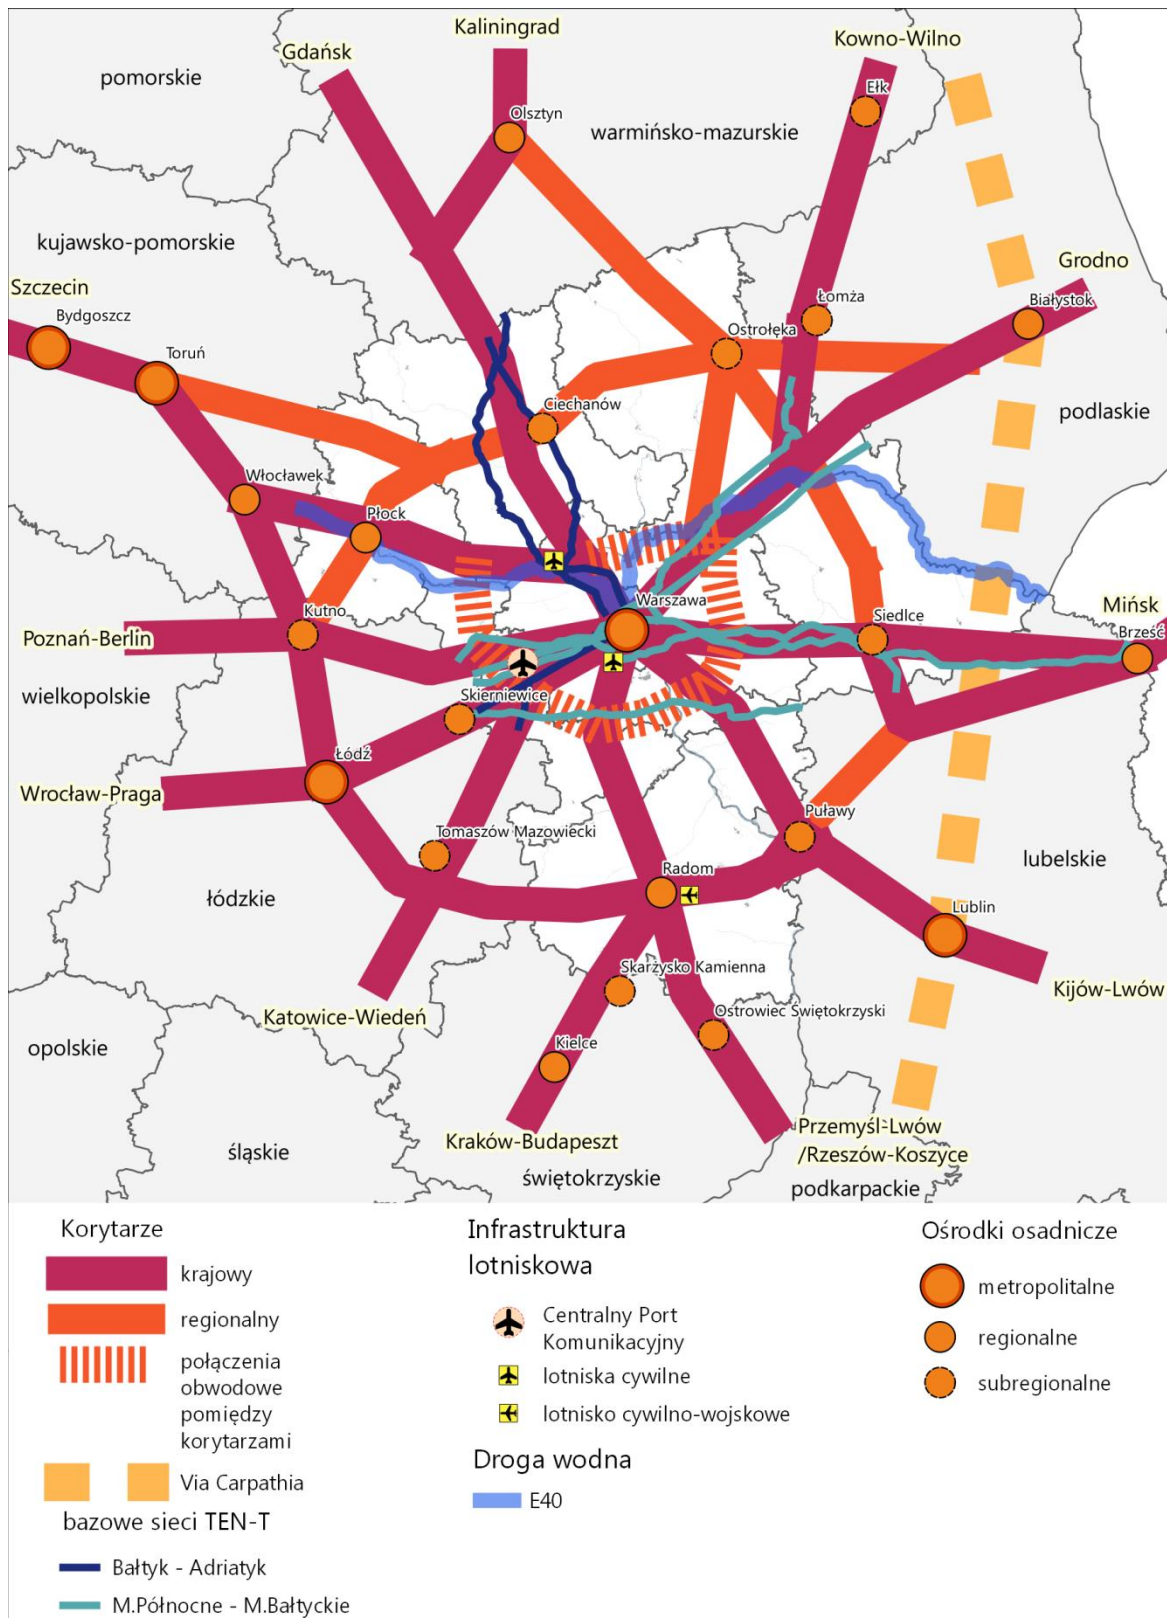 Kaliningrad
Gdańsk
Kowno-Wilno
pomorskie
Ełk
Olsztyn
warmińsko-mazurskie
kujawsko-pomorskie
Grodno
Szczecin
Białystok
Łomża
Bydgoszcz
Ostrołęka
Toruń
Ciechanów
podlaskie
Włocławek
Płock
Warszawa
Mińsk
Kutno
Siedlce
Brześć
Poznań-Berlin
wielkopolskie
Skierniewice
Łódź
Wrocław-Praga
Puławy
Tomaszów Mazowiecki
lubelskie
Radom
łódzkie
Lublin
Skarżysko Kamienna
Kijów-Lwów
Ostrowiec Świętokrzyski
Katowice-Wiedeń
opolskie
Kielce
Przemyśl-Lwów
/Rzeszów-Koszyce
Kraków-Budapeszt
śląskie
świętokrzyskie
podkarpackie
Korytarze
krajowy
regionalny
połączenia
obwodowe
pomiędzy
korytarzami
Via Carpathia
bazowe sieci TEN-T
Bałtyk - Adriatyk
M.Północne - M.Bałtyckie
Infrastruktura
lotniskowa
Centralny Port
Komunikacyjny
lotniska cywilne
lotnisko cywilno-wojskowe
Droga wodna
E40
Ośrodki osadnicze
metropolitalne
regionalne
subregionalne